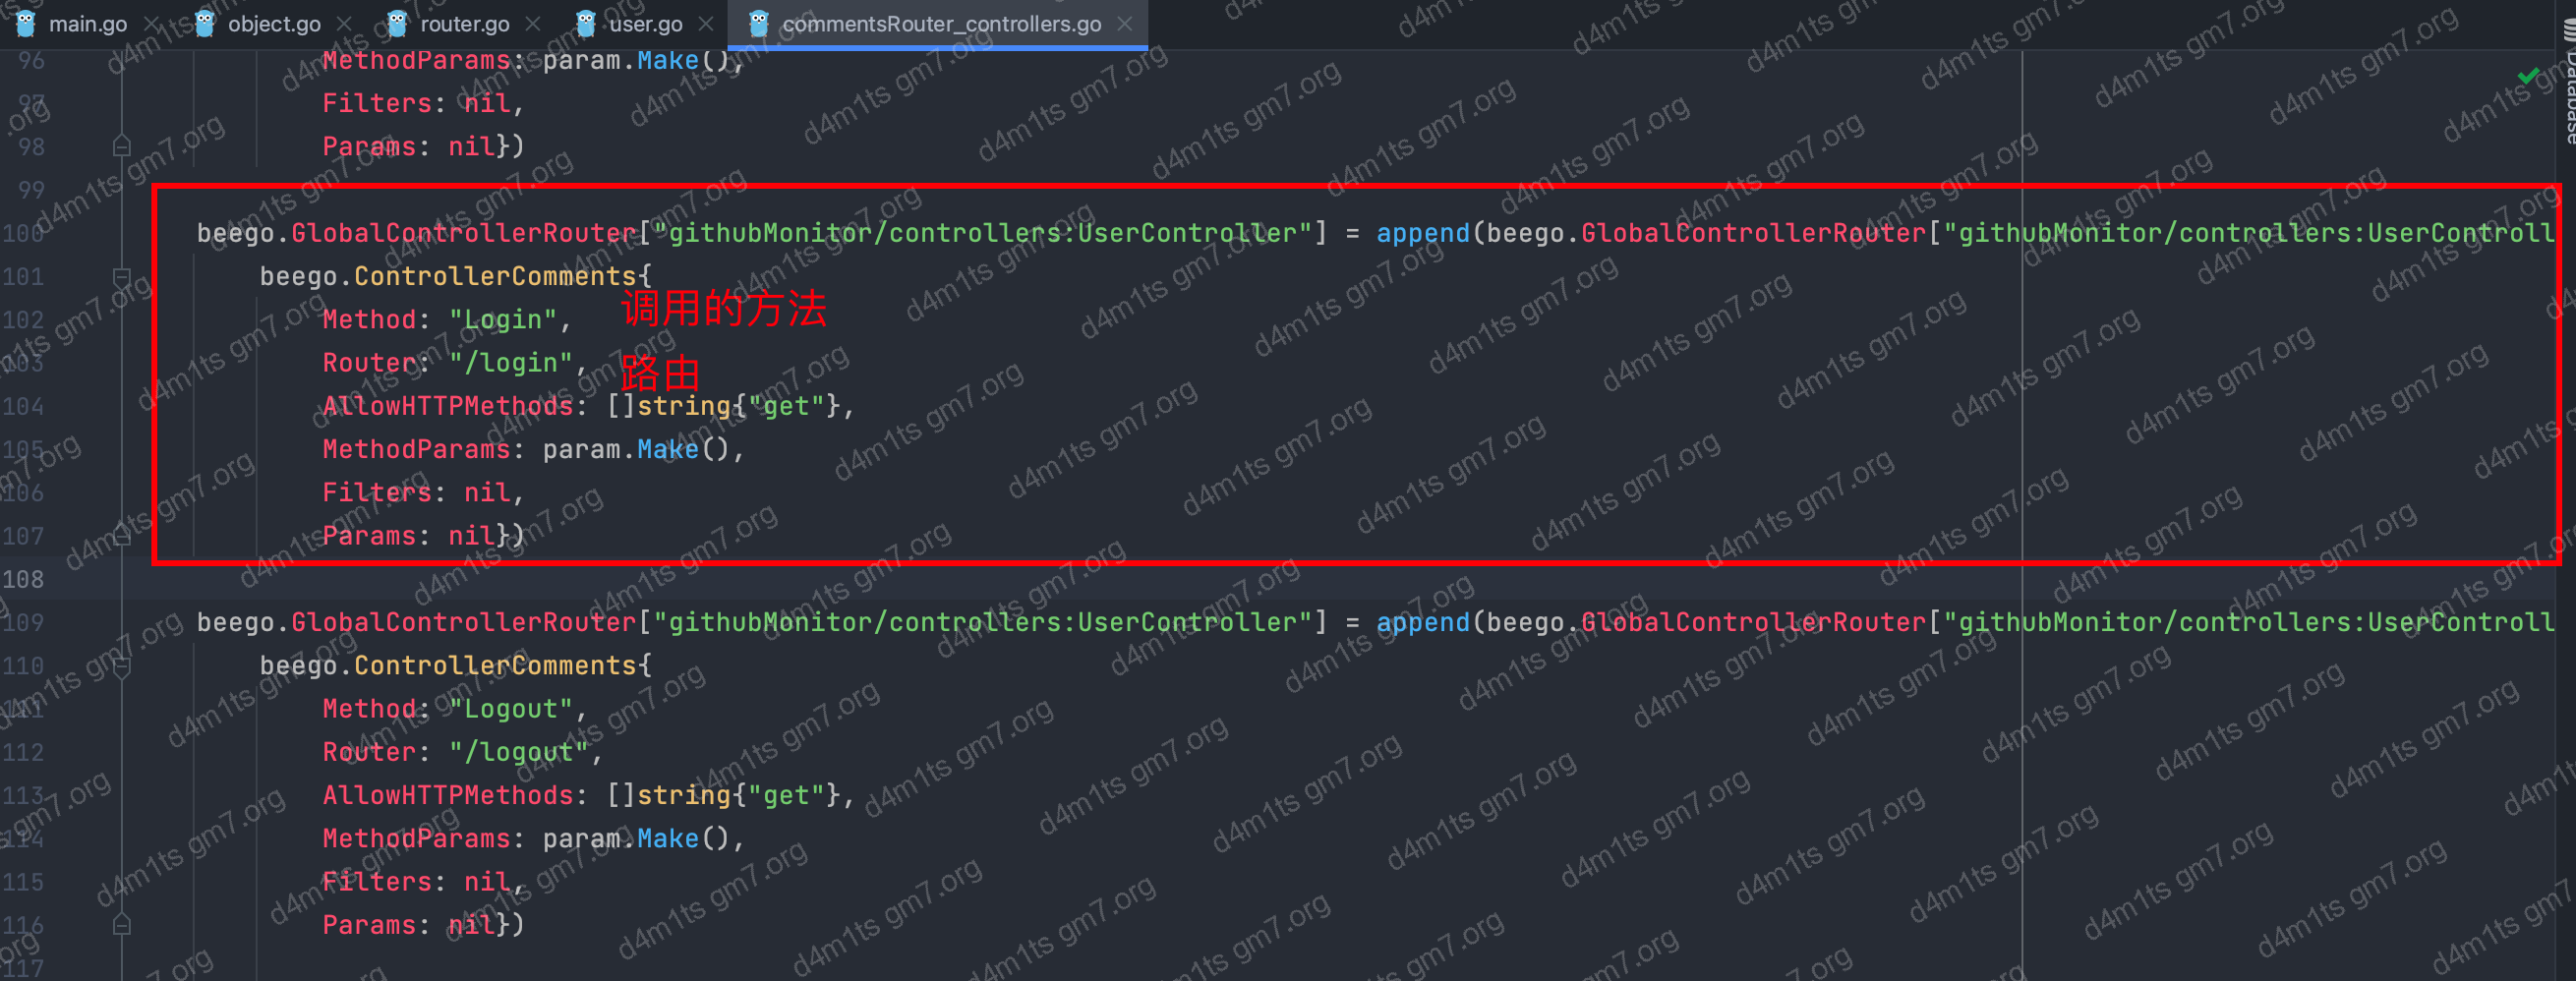 main.go object.go router.go user.go commentsRouter_controllers.go
96 MethodParams: param.Make(),
97 Filters: nil,
98 Params: nil})
99
100 beego.GlobalControllerRouter["githubMonitor/controllers:UserController"] = append(beego.GlobalControllerRouter["githubMonitor/controllers:UserControll
101 beego.ControllerComments{
102 Method: "Login", 调用的方法
103 Router: "/login", 路由
104 AllowHTTPMethods: []string{"get"},
105 MethodParams: param.Make(),
106 Filters: nil,
107 Params: nil})
108
109 beego.GlobalControllerRouter["githubMonitor/controllers:UserController"] = append(beego.GlobalControllerRouter["githubMonitor/controllers:UserControll
110 beego.ControllerComments{
111 Method: "Logout",
112 Router: "/logout",
113 AllowHTTPMethods: []string{"get"},
114 MethodParams: param.Make(),
115 Filters: nil,
116 Params: nil})
117
Database
d4m1ts gm7.org